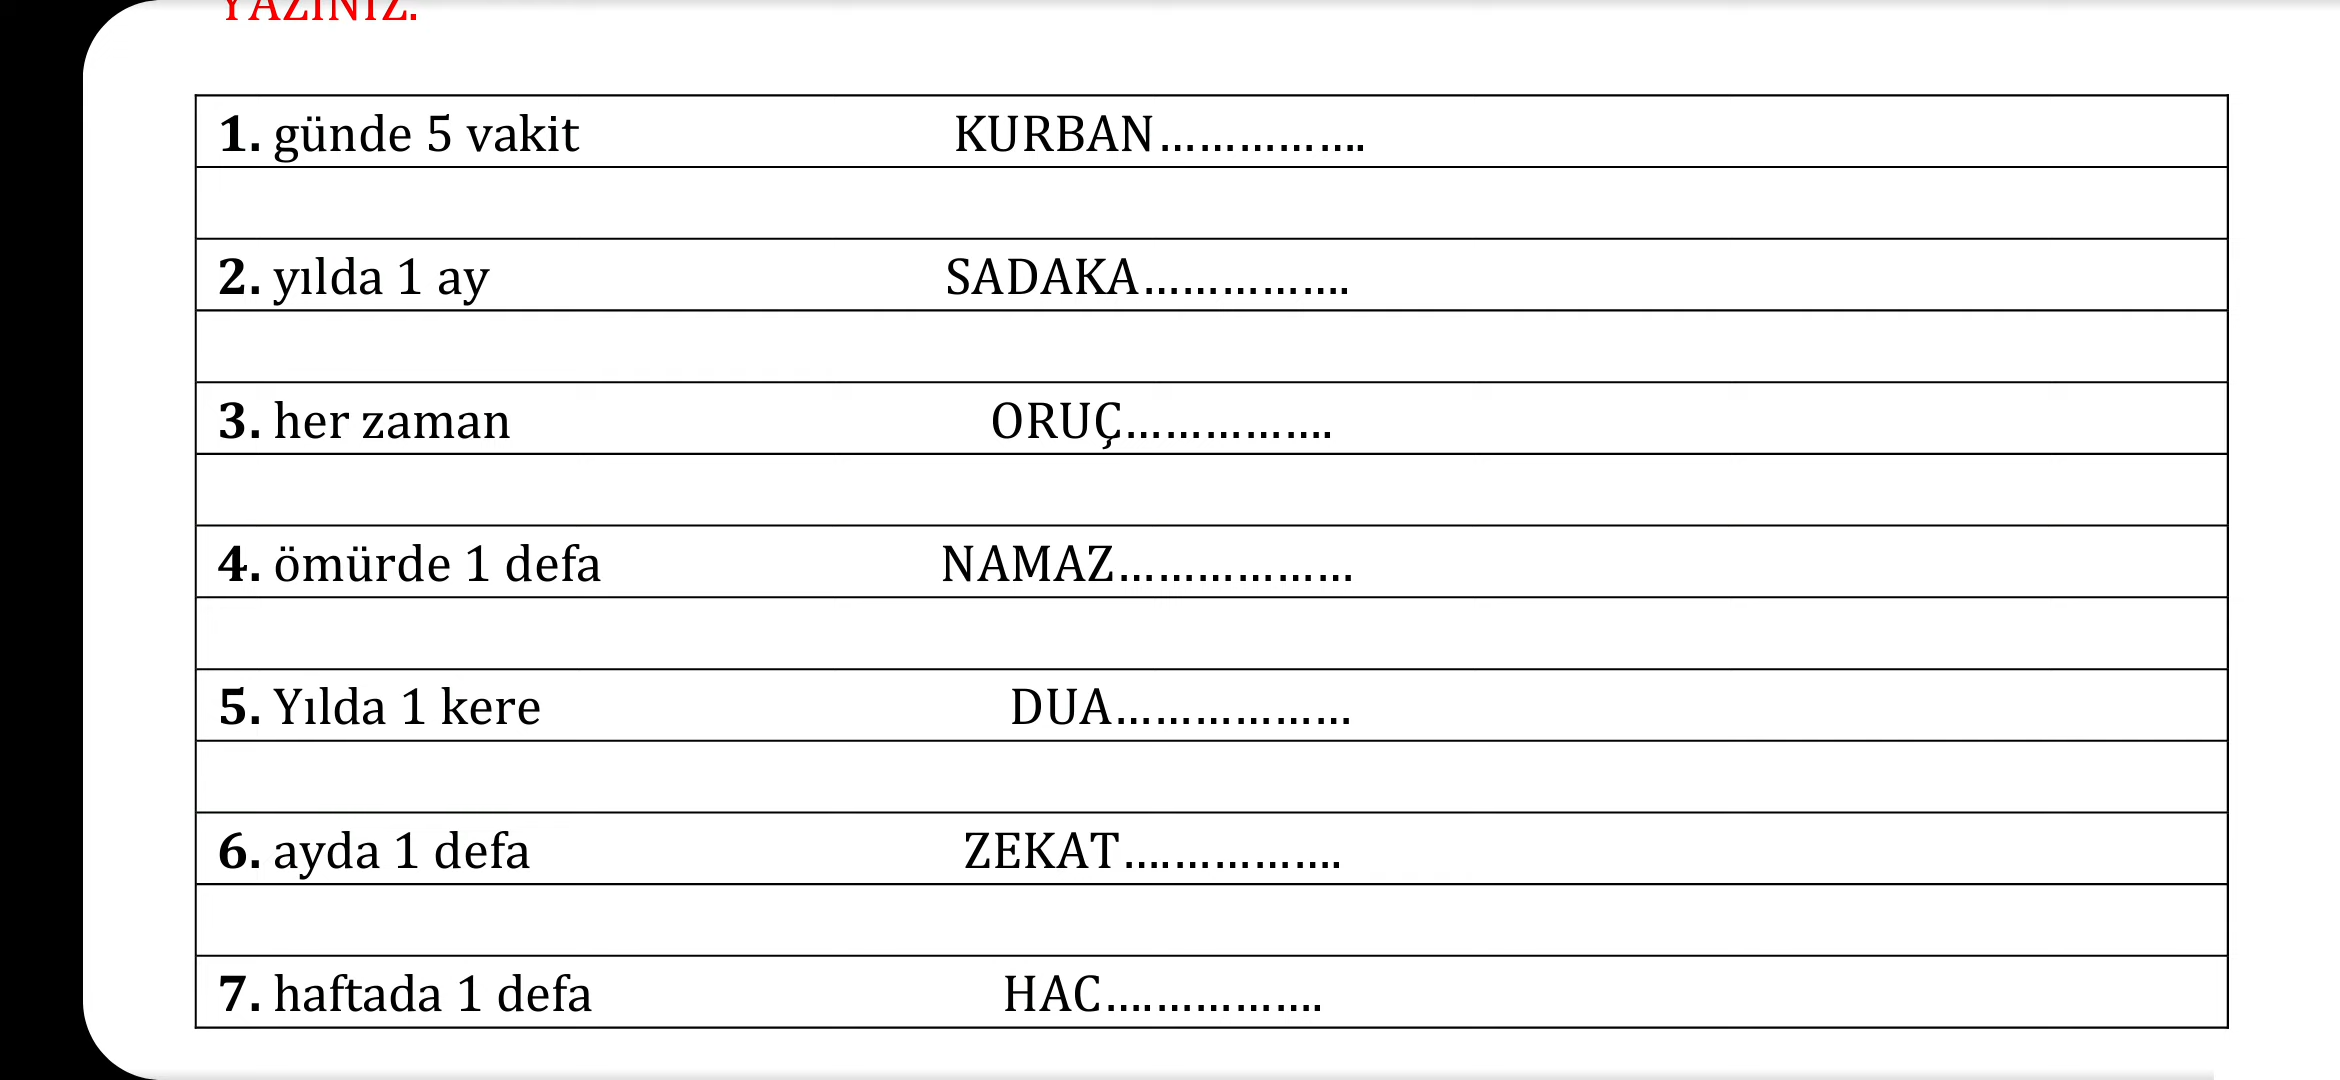 YAZINIZ.
1. günde 5 vakit KURBAN…………….
2. yılda 1 ay SADAKA…………….
3. her zaman ORUÇ…………….
4. ömürde 1 defa NAMAZ………………
5. Yılda 1 kere DUA………………
6. ayda 1 defa ZEKAT….………….
7. haftada 1 defa HAC….………….